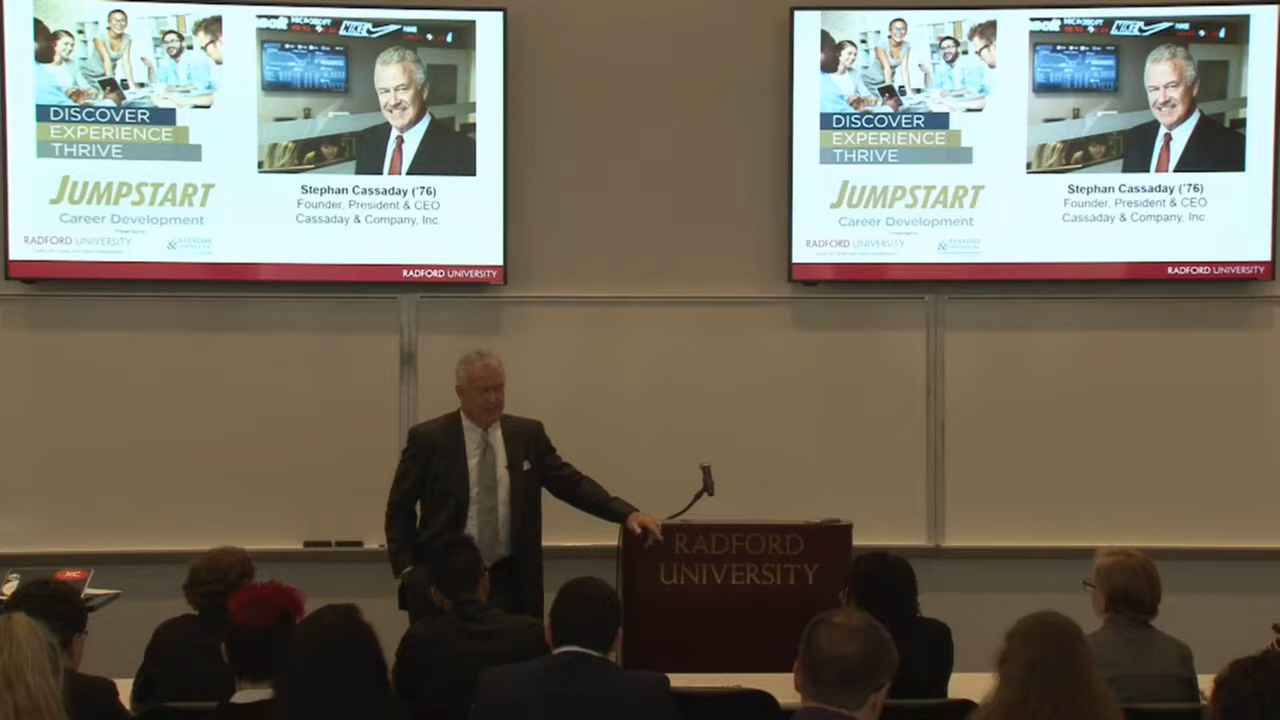 MICROSOFT
NIKE
DISCOVER
EXPERIENCE
THRIVE
JUMPSTART
Career Development
RADFORD UNIVERSITY
Stephan Cassaday ('76)
Founder, President & CEO
Cassaday & Company, Inc.
RADFORD UNIVERSITY
MICROSOFT
NIKE
DISCOVER
EXPERIENCE
THRIVE
JUMPSTART
Career Development
RADFORD UNIVERSITY
Stephan Cassaday ('76)
Founder, President & CEO
Cassaday & Company, Inc.
RADFORD UNIVERSITY
RADFORD
UNIVERSITY